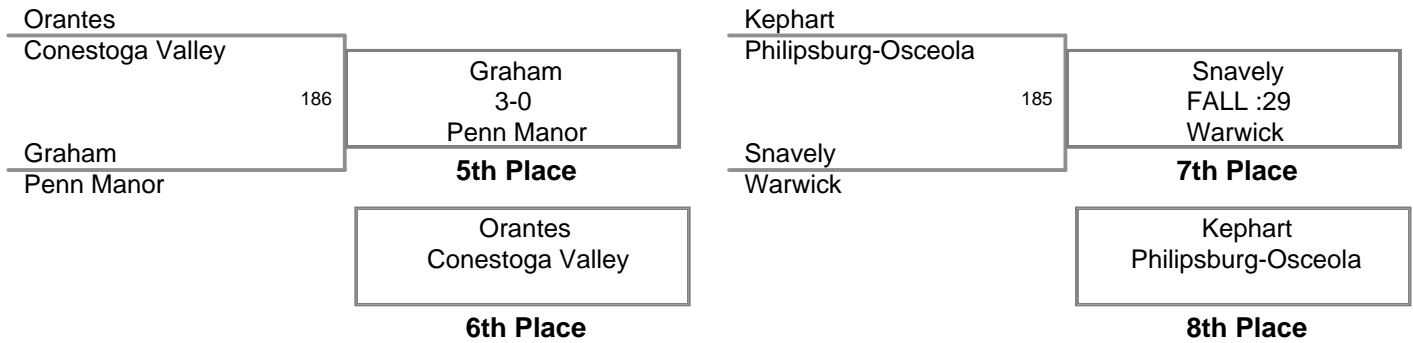 Orantes
Conestoga Valley
186
Graham
Penn Manor
Graham
3-0
Penn Manor
5th Place
Orantes
Conestoga Valley
6th Place
Kephart
Philipsburg-Osceola
185
Snavely
Warwick
Snavely
FALL :29
Warwick
7th Place
Kephart
Philipsburg-Osceola
8th Place